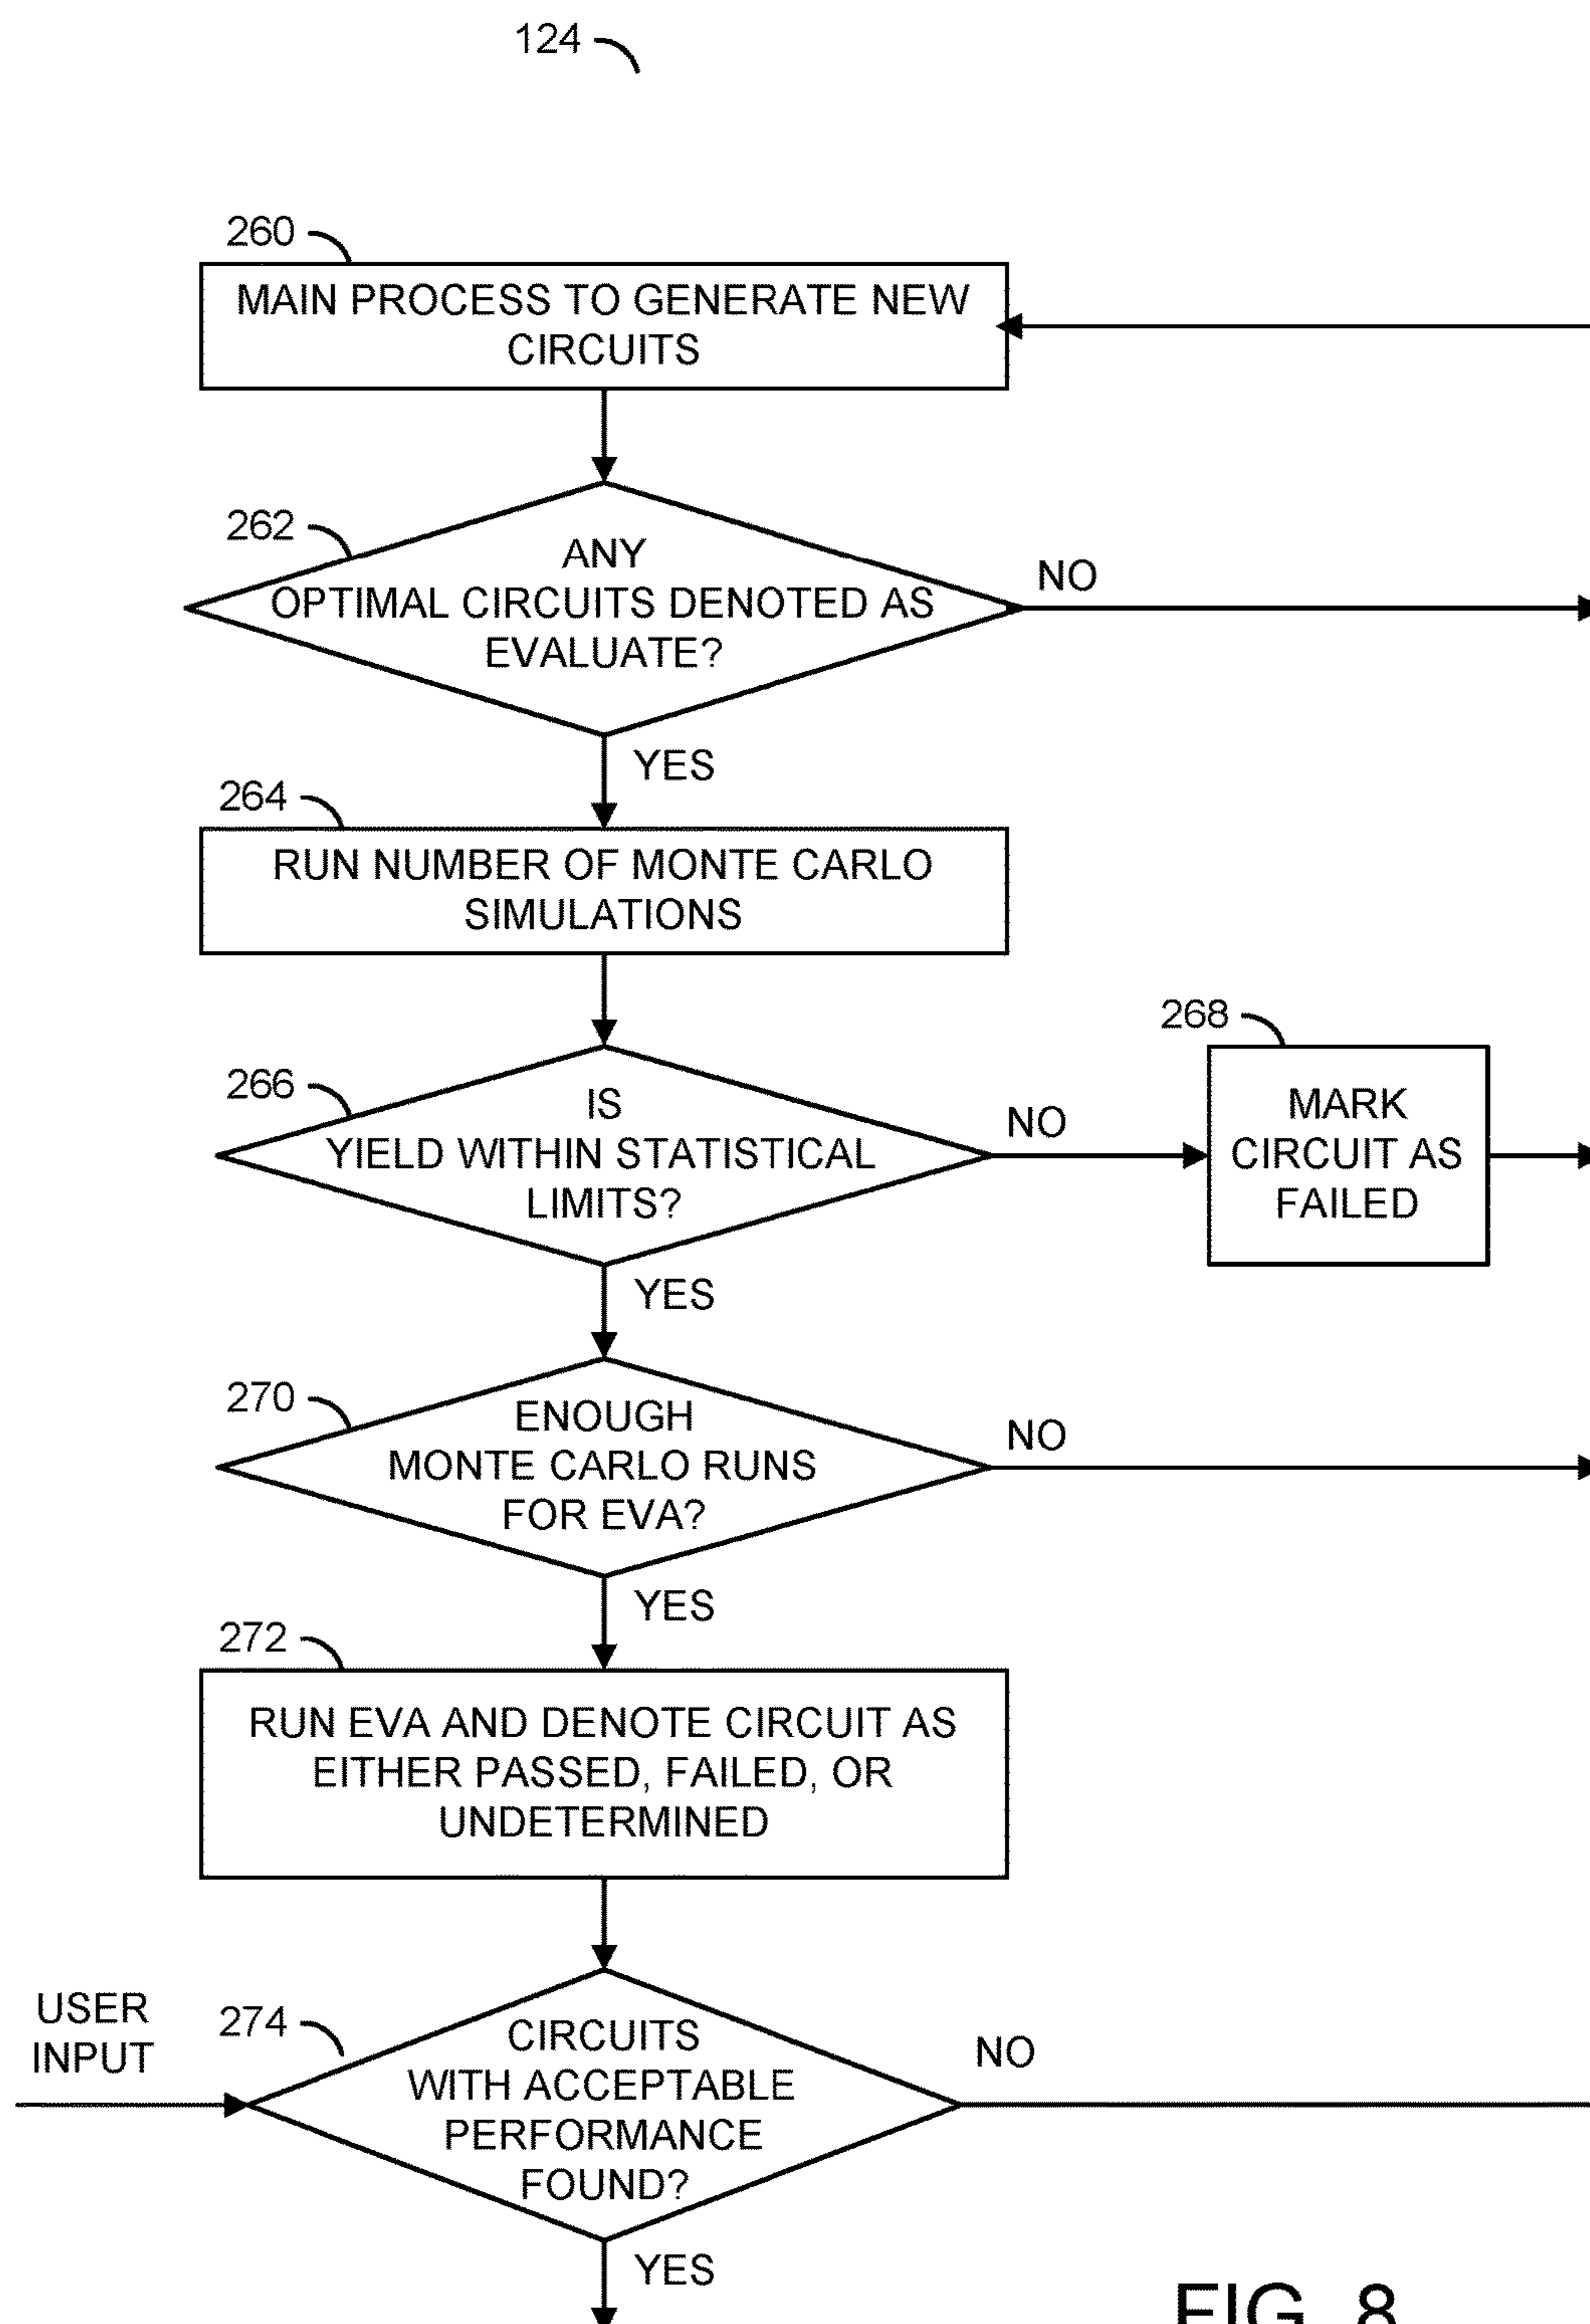 124
260
MAIN PROCESS TO GENERATE NEW
CIRCUITS
262
ANY
OPTIMAL CIRCUITS DENOTED AS
EVALUATE?
NO
YES
264
RUN NUMBER OF MONTE CARLO
SIMULATIONS
266
IS
YIELD WITHIN STATISTICAL
LIMITS?
NO
268
MARK
CIRCUIT AS
FAILED
YES
270
ENOUGH
MONTE CARLO RUNS
FOR EVA?
NO
YES
272
RUN EVA AND DENOTE CIRCUIT AS
EITHER PASSED, FAILED, OR
UNDETERMINED
USER
INPUT
274
CIRCUITS
WITH ACCEPTABLE
PERFORMANCE
FOUND?
NO
YES
FIG. 8